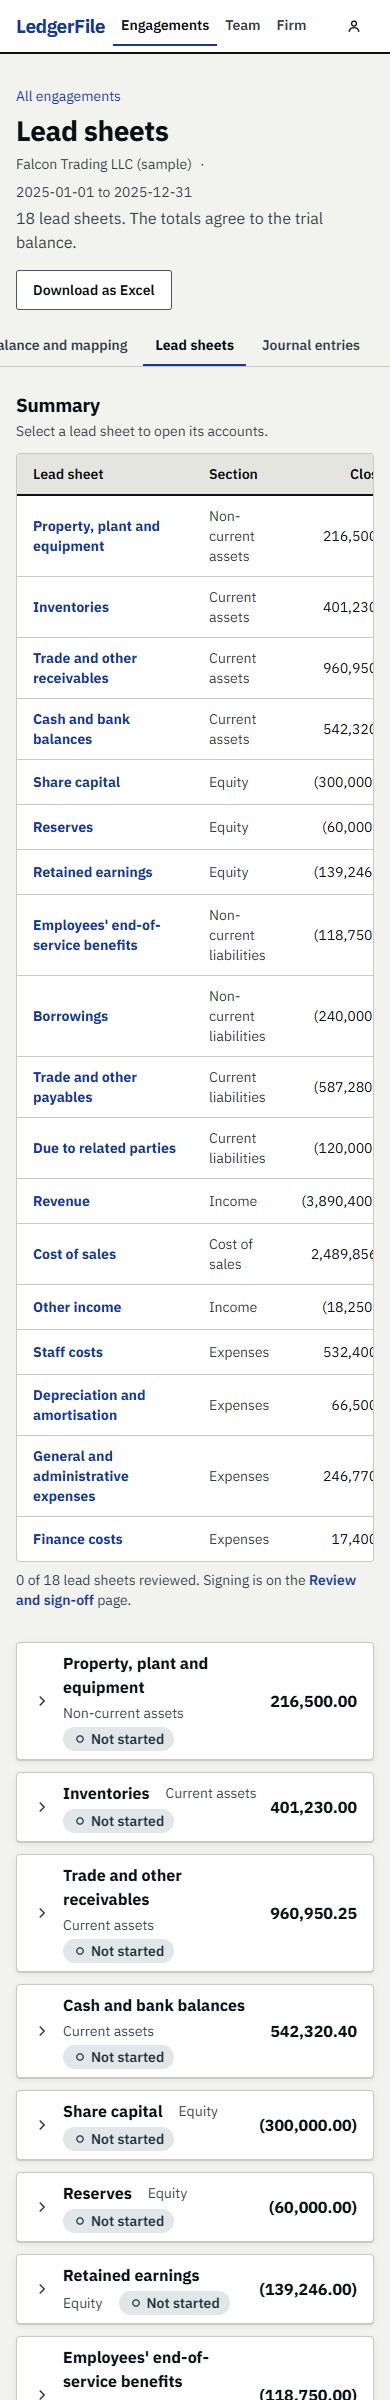 LedgerFile Engagements Team Firm
All engagements
Lead sheets
Falcon Trading LLC (sample) ·
2025-01-01 to 2025-12-31
18 lead sheets. The totals agree to the trial
balance.
Download as Excel
alance and mapping Lead sheets Journal entries
Summary
Select a lead sheet to open its accounts.
Lead sheet Section Clos
Property, plant and
equipment
Non-
current
assets
216,500
Inventories
Current
assets
401,230
Trade and other
receivables
Current
assets
960,950
Cash and bank
balances
Current
assets
542,320
Share capital Equity (300,000
Reserves Equity (60,000
Retained earnings Equity (139,246
Employees' end-of-
service benefits
Non-
current
liabilities
(118,750
Borrowings
Non-
current
liabilities
(240,000
Trade and other
payables
Current
liabilities
(587,280
Due to related parties
Current
liabilities
(120,000
Revenue Income (3,890,400
Cost of sales
Cost of
sales
2,489,856
Other income Income (18,250
Staff costs Expenses 532,400
Depreciation and
amortisation
Expenses 66,500
General and
administrative
expenses
Expenses 246,770
Finance costs Expenses 17,400
0 of 18 lead sheets reviewed. Signing is on the Review
and sign-off page.
Property, plant and
equipment
Non-current assets
Not started
216,500.00
Inventories Current assets
Not started
401,230.00
Trade and other
receivables
Current assets
Not started
960,950.25
Cash and bank balances
Current assets
Not started
542,320.40
Share capital Equity
Not started
(300,000.00)
Reserves Equity
Not started
(60,000.00)
Retained earnings
Equity Not started
(139,246.00)
Employees' end-of-
service benefits
(118,750.00)